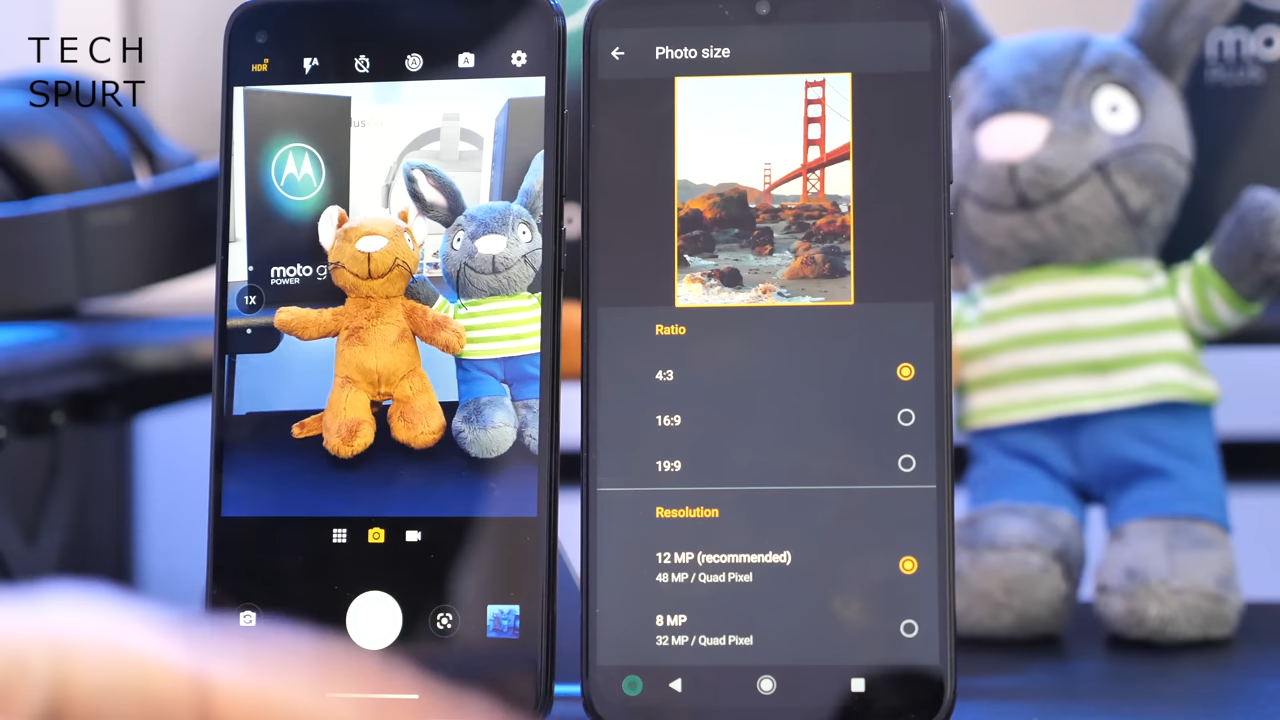 TECH
SPURT
HDR
A
A
moto g
POWER
1X
Photo size
Ratio
4:3
16:9
19:9
Resolution
12 MP (recommended)
48 MP / Quad Pixel
8 MP
32 MP / Quad Pixel